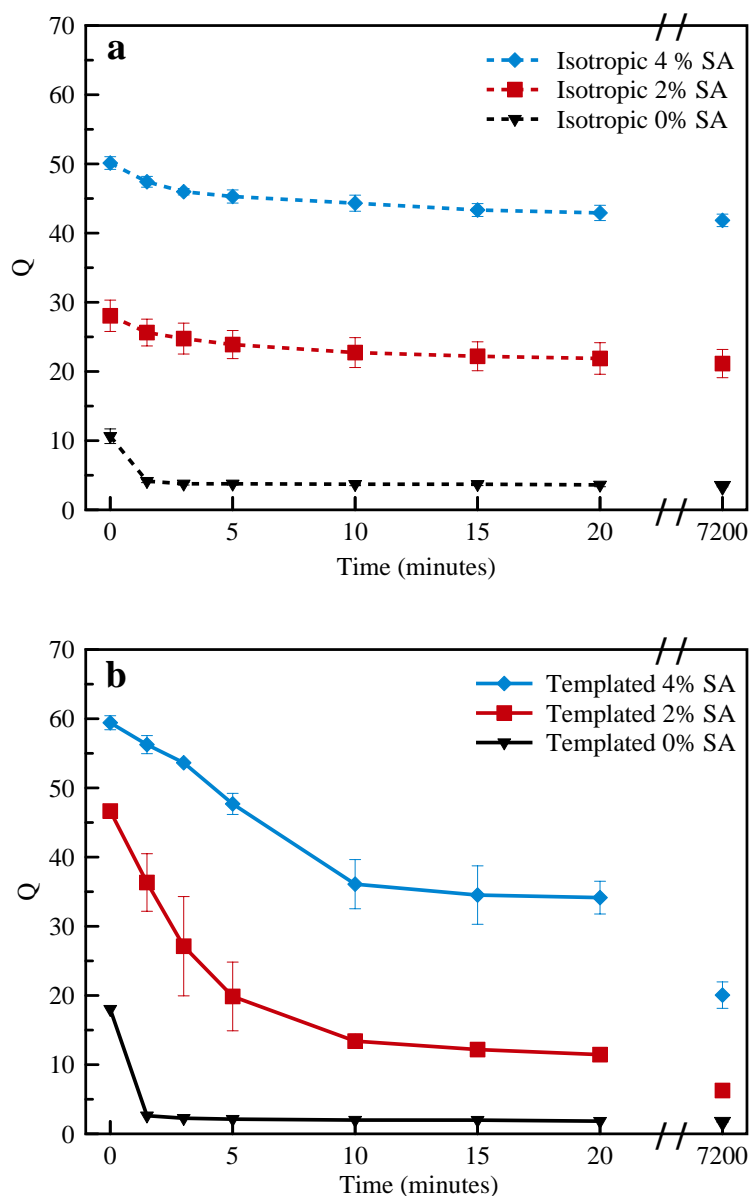 70
a
Isotropic 4 % SA
Isotropic 2% SA
Isotropic 0% SA
60
50
40
30
20
10
0
Q
0 5 10 15 20 7200
Time (minutes)
70
b
Templated 4% SA
Templated 2% SA
Templated 0% SA
60
50
40
30
20
10
0
Q
0 5 10 15 20 7200
Time (minutes)